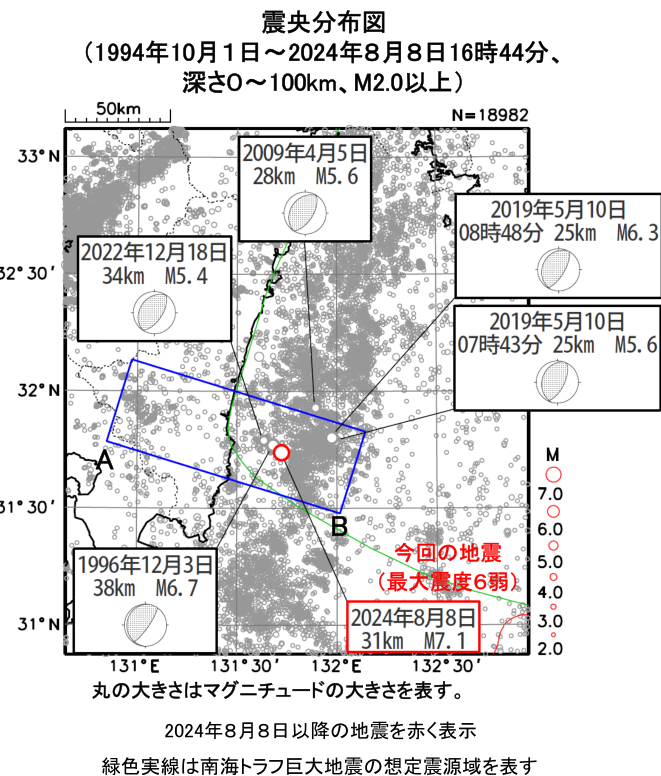 震央分布図
（1994年10月１日～2024年８月８日16時44分、
深さ０～100km、M2.0以上）
50km
N=18982
33°N
2009年4月5日
28km M5.6
2019年5月10日
08時48分 25km M6.3
2022年12月18日
34km M5.4
32°30′
2019年5月10日
07時43分 25km M5.6
32°N
A
M
7.0
31°30′
B
6.0
今回の地震
（最大震度６弱）
5.0
1996年12月3日
38km M6.7
4.0
2024年8月8日
31km M7.1
3.0
31°N
2.0
131°E
131°30′
132°E
132°30′
丸の大きさはマグニチュードの大きさを表す。
2024年８月８日以降の地震を赤く表示
緑色実線は南海トラフ巨大地震の想定震源域を表す